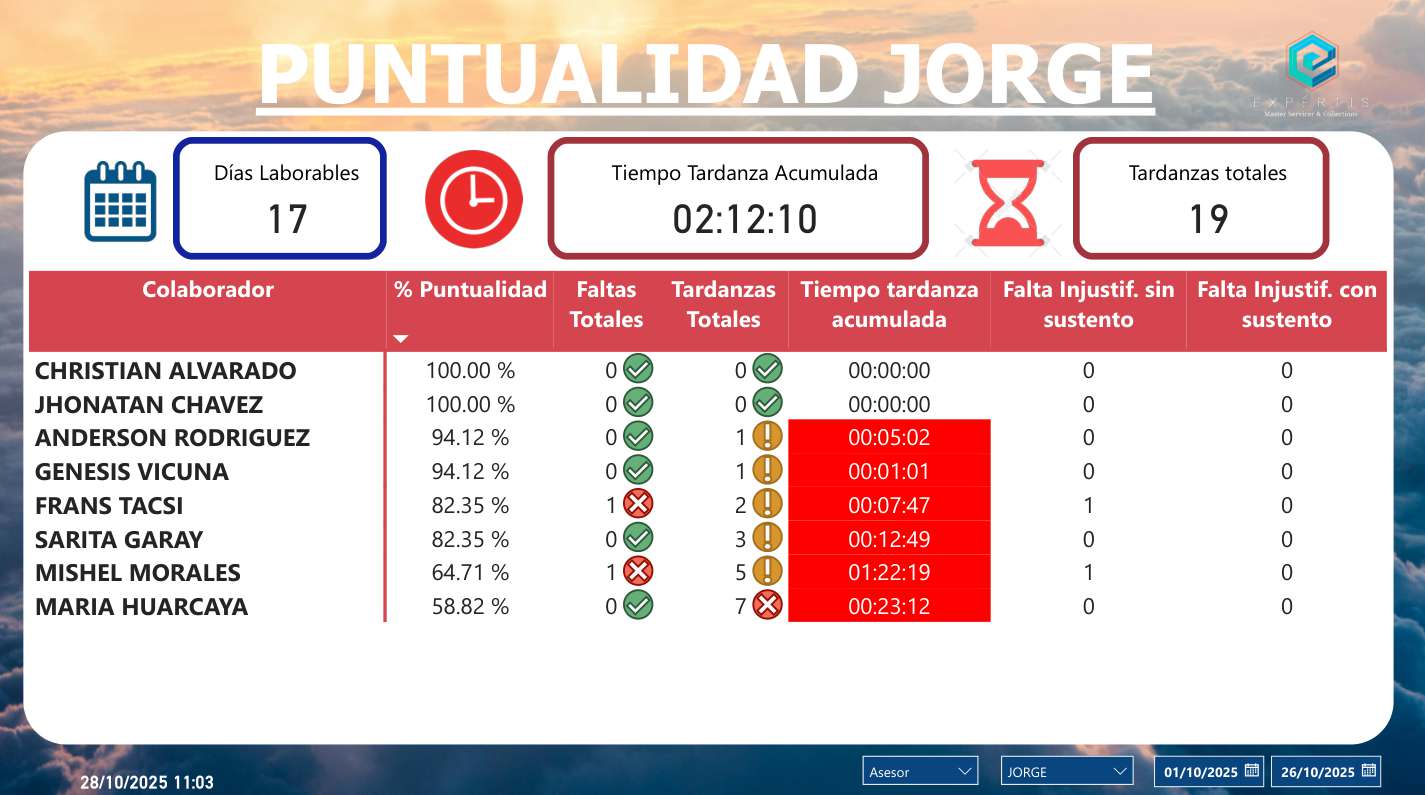 PUNTUALIDAD JORGE
EXPERTIS
Master Servicer & Collections
Días Laborables
17
Tiempo Tardanza Acumulada
02:12:10
Tardanzas totales
19
Colaborador % Puntualidad Faltas Totales Tardanzas Totales Tiempo tardanza acumulada Falta Injustif. sin sustento Falta Injustif. con sustento
CHRISTIAN ALVARADO 100.00 % 0 0 00:00:00 0 0
JHONATAN CHAVEZ 100.00 % 0 0 00:00:00 0 0
ANDERSON RODRIGUEZ 94.12 % 0 1 00:05:02 0 0
GENESIS VICUNA 94.12 % 0 1 00:01:01 0 0
FRANS TACSI 82.35 % 1 2 00:07:47 1 0
SARITA GARAY 82.35 % 0 3 00:12:49 0 0
MISHEL MORALES 64.71 % 1 5 01:22:19 1 0
MARIA HUARCAYA 58.82 % 0 7 00:23:12 0 0
28/10/2025 11:03
Asesor
JORGE
01/10/2025
26/10/2025